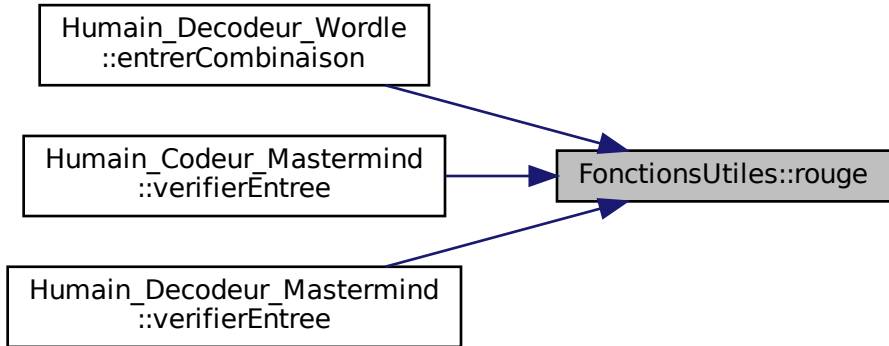 Humain_Decodeur_Wordle
::entrerCombinaison
Humain_Codeur_Mastermind
::verifierEntree
FonctionsUtiles::rouge
Humain_Decodeur_Mastermind
::verifierEntree